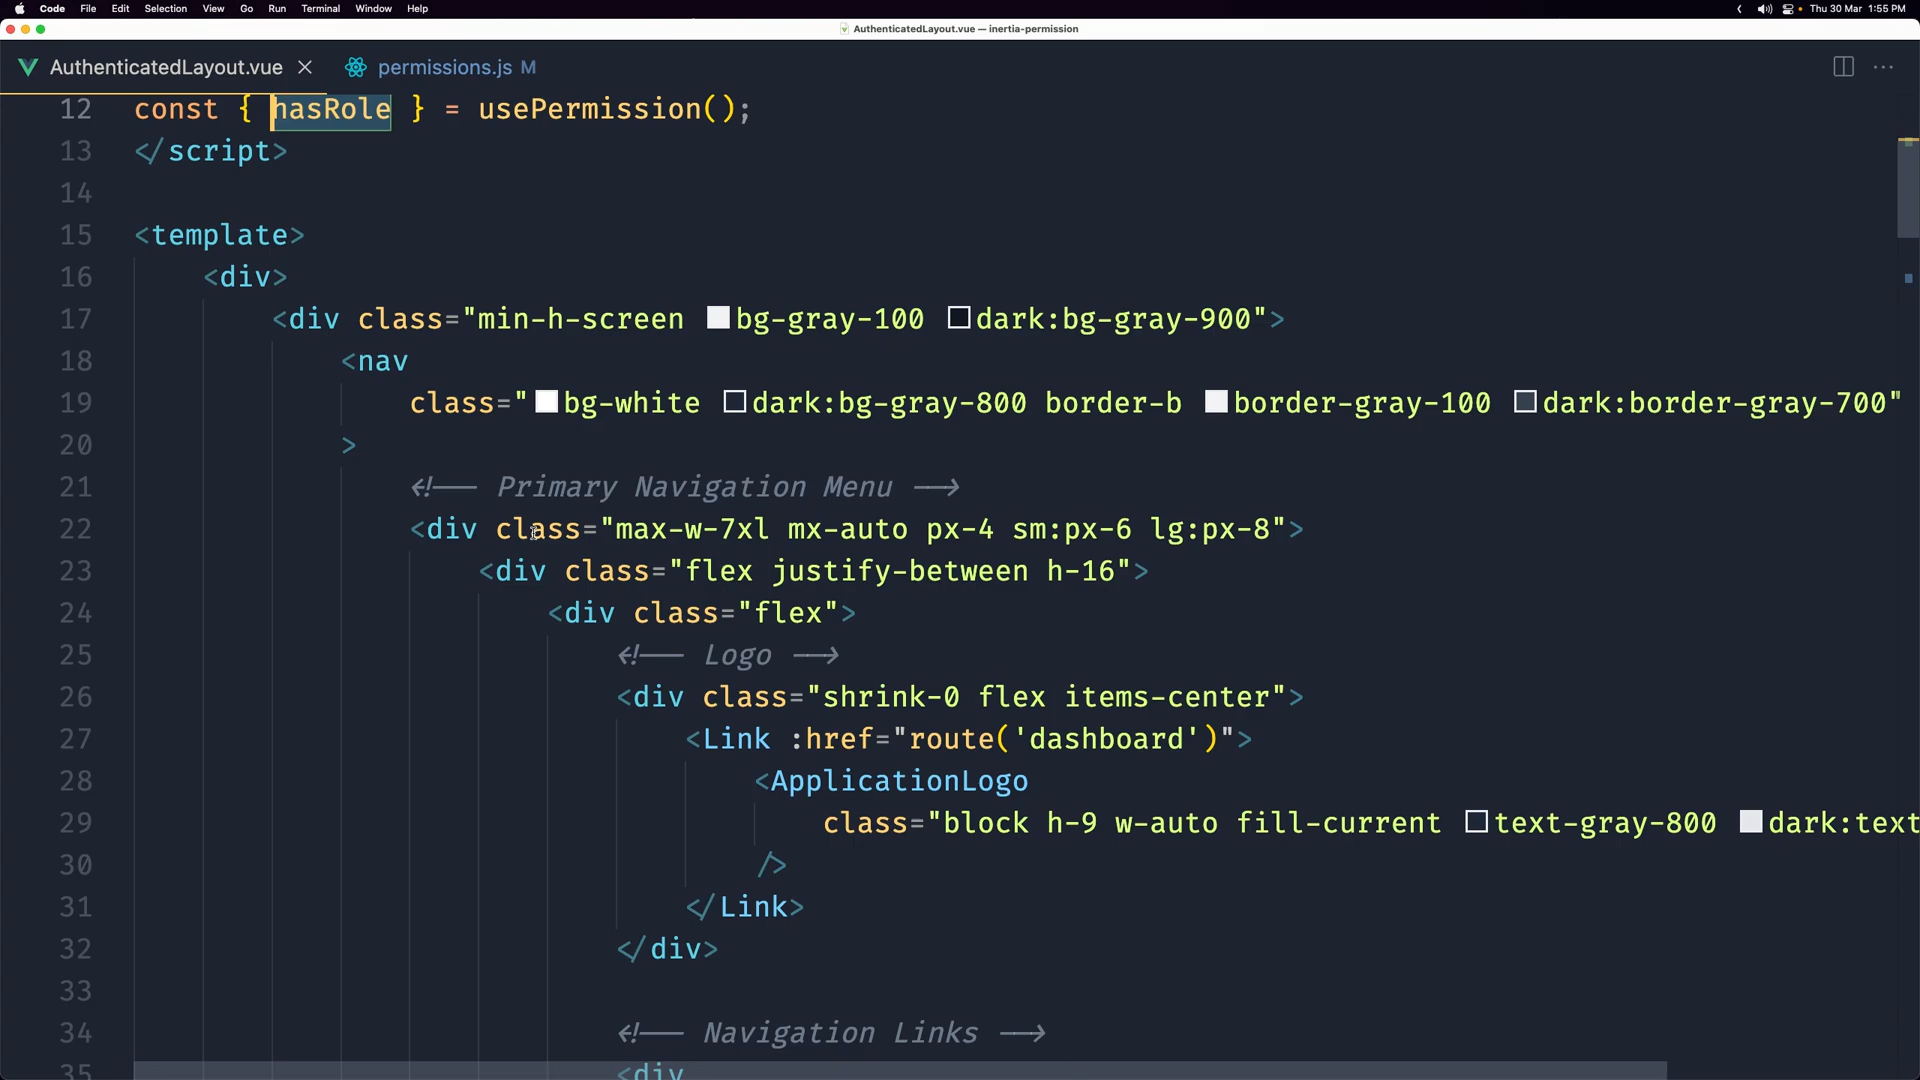 Code File Edit Selection View Go Run Terminal Window Help Thu 30 Mar 1:55 PM
AuthenticatedLayout.vue — inertia-permission
AuthenticatedLayout.vue permissions.js M
12 const { hasRole } = usePermission();
13 </script>
14
15 <template>
16 <div>
17 <div class="min-h-screen bg-gray-100 dark:bg-gray-900">
18 <nav
19 class="bg-white dark:bg-gray-800 border-b border-gray-100 dark:border-gray-700"
20 >
21 <!-- Primary Navigation Menu -->
22 <div class="max-w-7xl mx-auto px-4 sm:px-6 lg:px-8">
23 <div class="flex justify-between h-16">
24 <div class="flex">
25 <!-- Logo -->
26 <div class="shrink-0 flex items-center">
27 <Link :href="route('dashboard')">
28 <ApplicationLogo
29 class="block h-9 w-auto fill-current text-gray-800 dark:text
30 />
31 </Link>
32 </div>
33
34 <!-- Navigation Links -->
35 <div